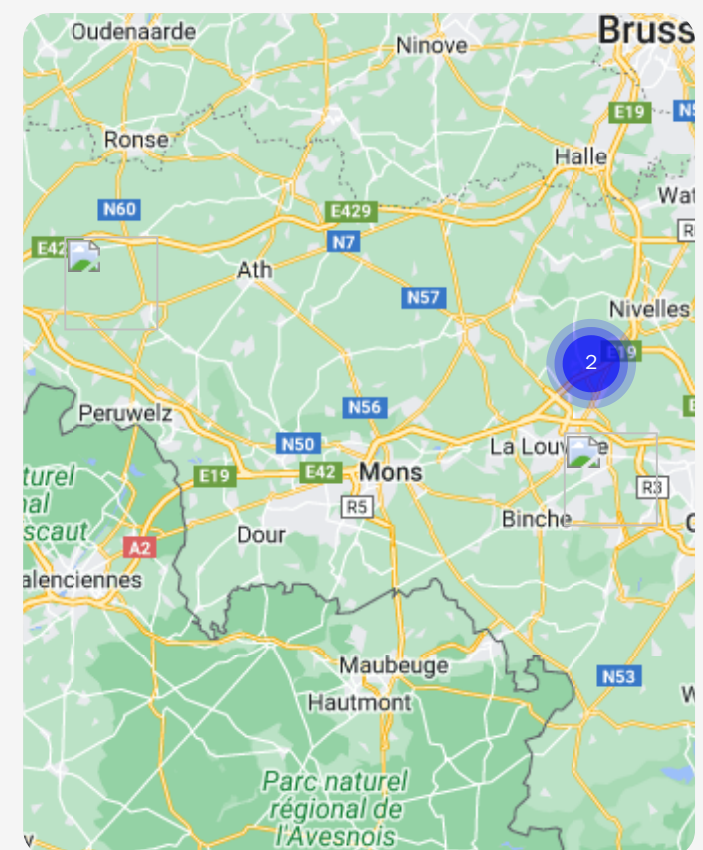 Bruss
Oudenaarde
Ninove
E19
N5
Ronse
Halle
Wat
N60
E429
R
N7
E42
Ath
N57
Nivelles
E19
2
N56
Peruwelz
E
N50
La Louv
e
turel
al
scaut
E19
E42
Mons
R3
R5
Binche
C
Dour
A2
alenciennes
Maubeuge
N53
Hautmont
W
Parc naturel
régional de
l'Avesnois
y